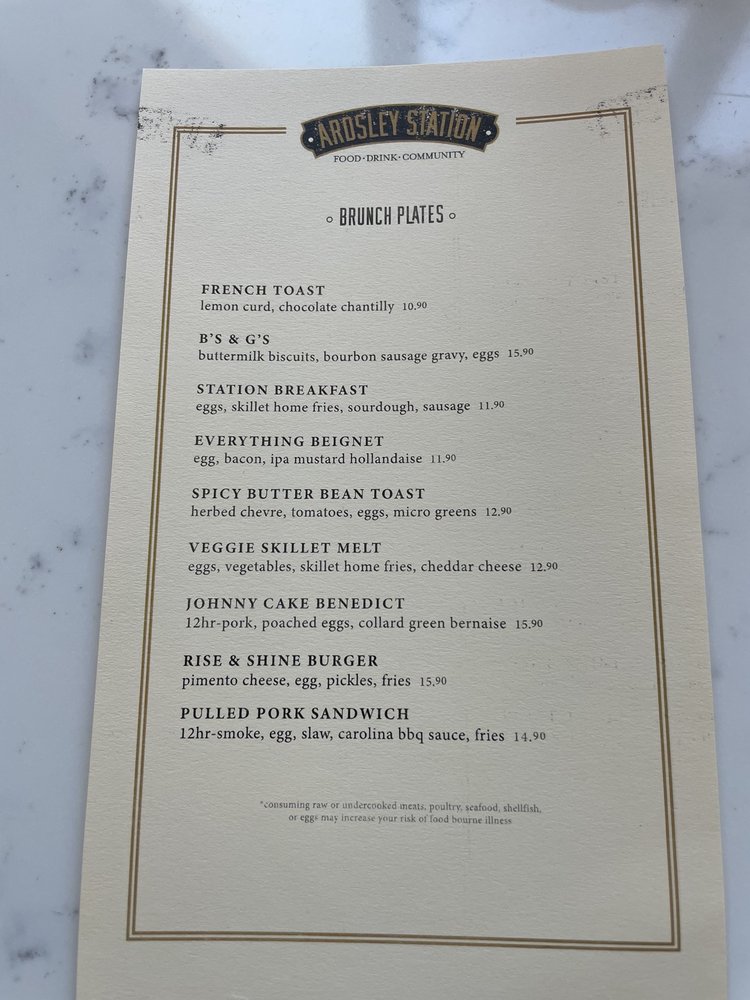 ARDSLEY STATION
FOOD·DRINK·COMMUNITY
◦ BRUNCH PLATES ◦
FRENCH TOAST
lemon curd, chocolate chantilly 10.90
B'S & G'S
buttermilk biscuits, bourbon sausage gravy, eggs 15.90
STATION BREAKFAST
eggs, skillet home fries, sourdough, sausage 11.90
EVERYTHING BEIGNET
egg, bacon, ipa mustard hollandaise 11.90
SPICY BUTTER BEAN TOAST
herbed chevre, tomatoes, eggs, micro greens 12.90
VEGGIE SKILLET MELT
eggs, vegetables, skillet home fries, cheddar cheese 12.90
JOHNNY CAKE BENEDICT
12hr-pork, poached eggs, collard green bernaise 15.90
RISE & SHINE BURGER
pimento cheese, egg, pickles, fries 15.90
PULLED PORK SANDWICH
12hr-smoke, egg, slaw, carolina bbq sauce, fries 14.90
*consuming raw or undercooked meats, poultry, seafood, shellfish,
or eggs may increase your risk of food bourne illness